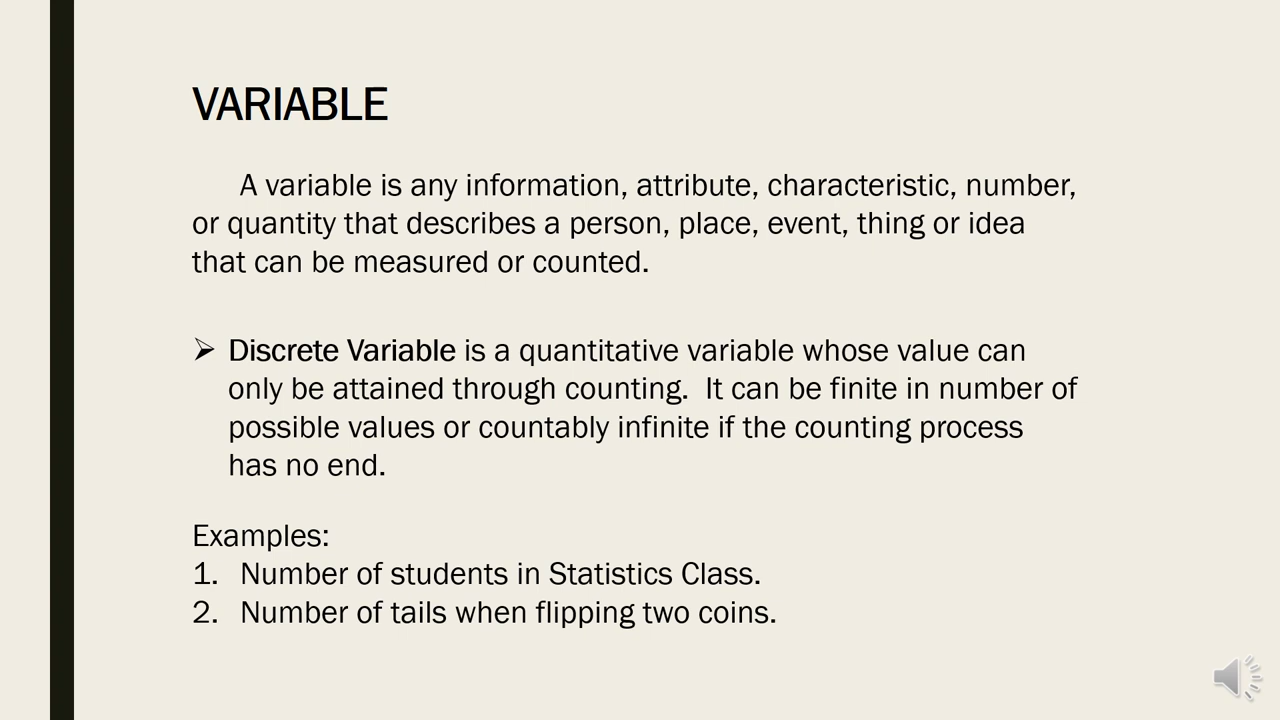 VARIABLE
A variable is any information, attribute, characteristic, number,
or quantity that describes a person, place, event, thing or idea
that can be measured or counted.
➢ Discrete Variable is a quantitative variable whose value can
only be attained through counting.  It can be finite in number of
possible values or countably infinite if the counting process
has no end.
Examples:
1. Number of students in Statistics Class.
2. Number of tails when flipping two coins.